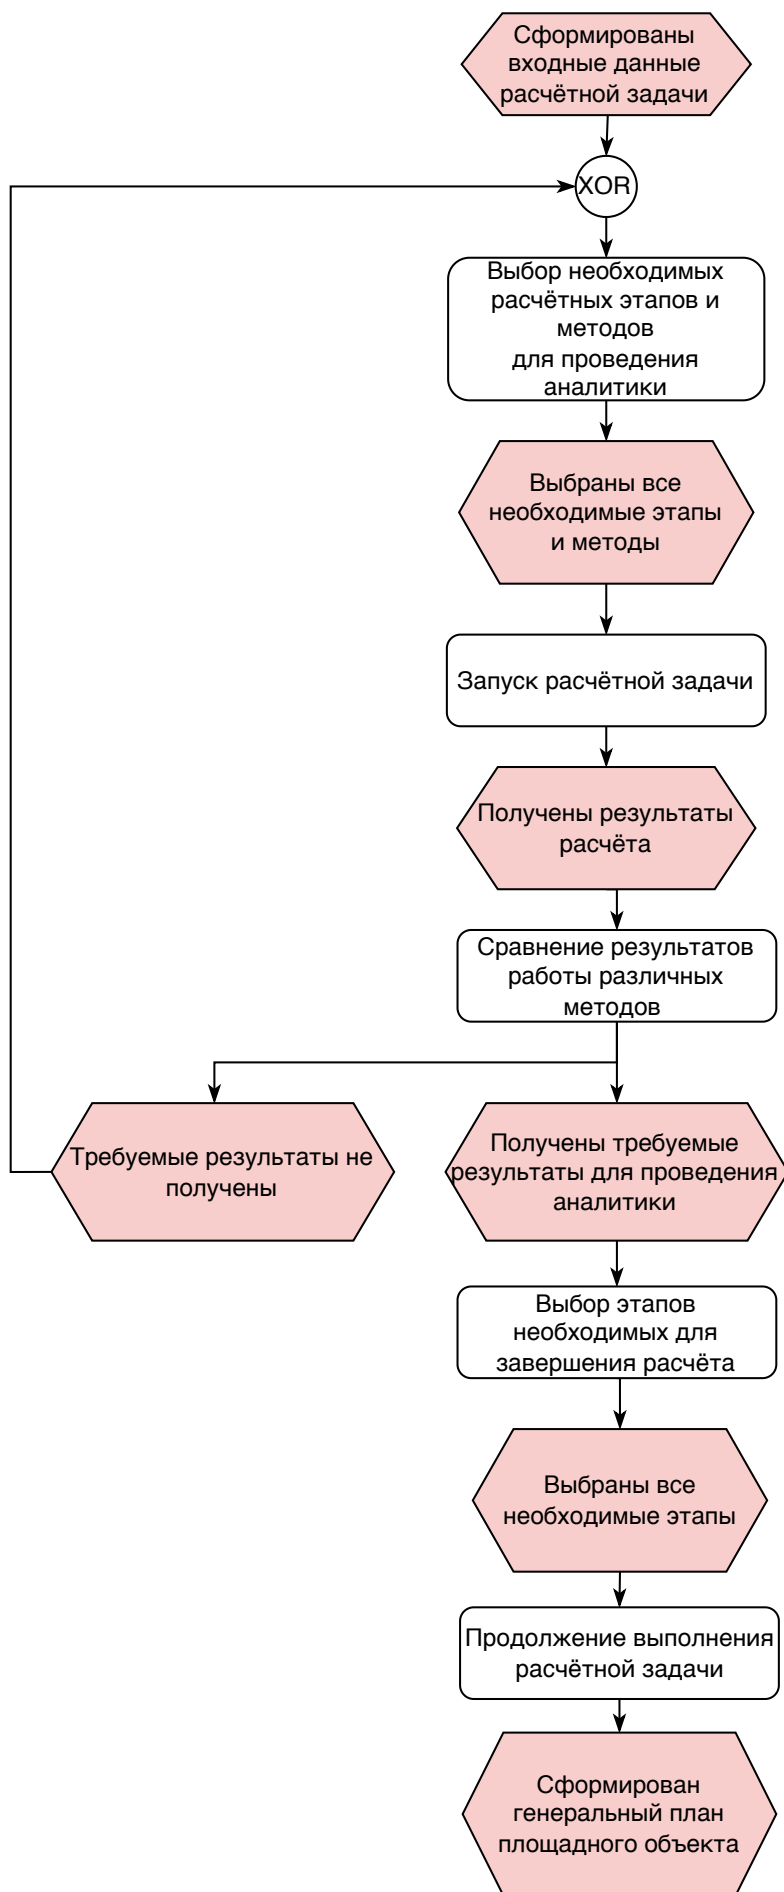 Сформированы
входные данные
расчётной задачи
XOR
Выбор необходимых
расчётных этапов и
методов
для проведения
аналитики
Выбраны все
необходимые этапы
и методы
Запуск расчётной задачи
Получены результаты
расчёта
Сравнение результатов
работы различных
методов
Требуемые результаты не
получены
Получены требуемые
результаты для проведения
аналитики
Выбор этапов
необходимых для
завершения расчёта
Выбраны все
необходимые этапы
Продолжение выполнения
расчётной задачи
Сформирован
генеральный план
площадного объекта